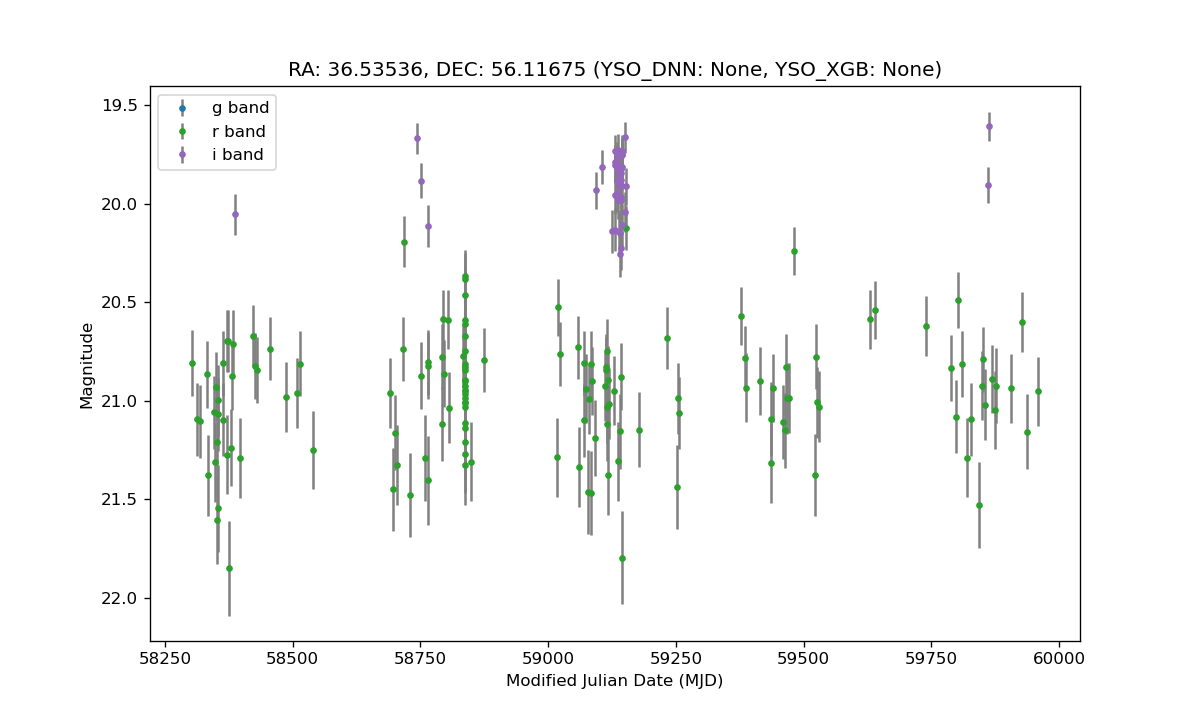 RA: 36.53536, DEC: 56.11675 (YSO_DNN: None, YSO_XGB: None)
g band
r band
i band
19.5
20.0
20.5
21.0
21.5
22.0
Magnitude
58250 58500 58750 59000 59250 59500 59750 60000
Modified Julian Date (MJD)